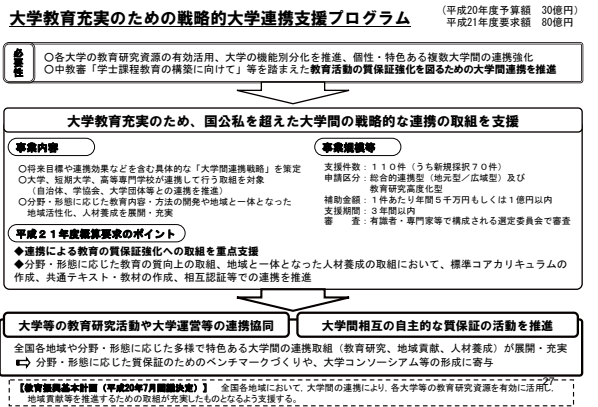 大学教育充実のための戦略的大学連携支援プログラム
（平成20年度予算額　30億円）
平成21年度要求額　80億円
必要性
○各大学の教育研究資源の有効活用、大学の機能別分化を推進、個性・特色ある複数大学間の連携強化
○中教審「学士課程教育の構築に向けて」等を踏まえた教育活動の質保証強化を図るための大学間連携を推進
大学教育充実のため、国公私を超えた大学間の戦略的な連携の取組を支援
事業内容
○将来目標や連携効果などを含む具体的な「大学間連携戦略」を策定
○大学、短期大学、高等専門学校が連携して行う取組を対象
（自治体、学協会、大学団体等との連携を推進）
○分野・形態に応じた教育内容・方法の開発や地域と一体となった
地域活性化、人材養成を展開・充実
事業規模等
支援件数：１１０件（うち新規採択７０件）
申請区分：総合的連携型（地元型／広域型）及び
教育研究高度化型
補助金額：１件あたり年間５千万円もしくは１億円以内
支援期間：３年間以内
審　　査：有識者・専門家等で構成される選定委員会で審査
平成２１年度概算要求のポイント
◆連携による教育の質保証強化への取組を重点支援
◆分野・形態に応じた教育の質向上の取組、地域と一体となった人材養成の取組において、標準コアカリキュラムの
作成、共通テキスト・教材の作成、相互認証等での連携を推進
大学等の教育研究活動や大学運営等の連携協同
大学間相互の自主的な質保証の活動を推進
全国各地域や分野・形態に応じた多様で特色ある大学間の連携取組（教育研究、地域貢献、人材養成）が展開・充実
⇨ 分野・形態に応じた質保証のためのベンチマークづくりや、大学コンソーシアム等の形成に寄与
27
【教育振興基本計画（平成20年7月閣議決定）】　全国各地域において、大学間の連携により、各大学等の教育研究資源を有効に活用し、
地域貢献等を推進するための取組が充実したものとなるよう支援する。